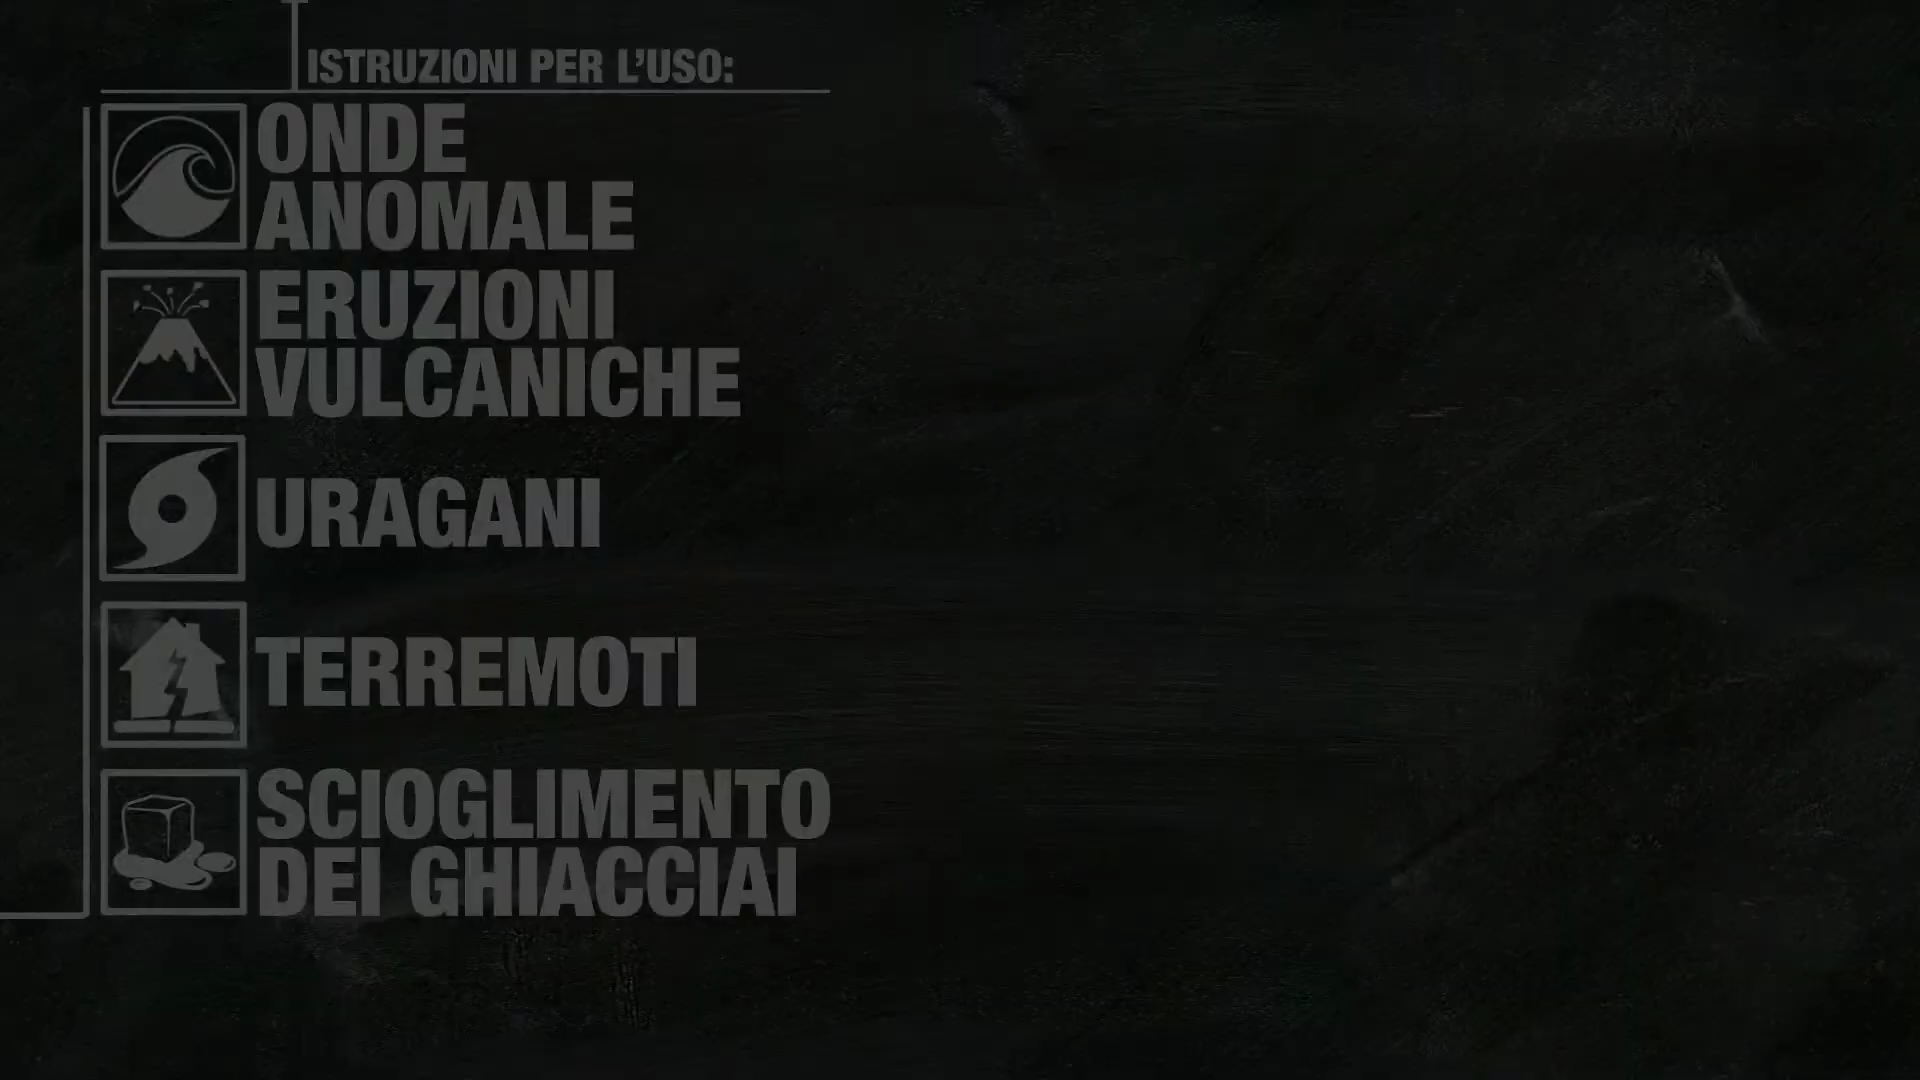 ISTRUZIONI PER L'USO:
ONDE
ANOMALE
ERUZIONI
VULCANICHE
URAGANI
TERREMOTI
SCIOGLIMENTO
DEI GHIACCIAI